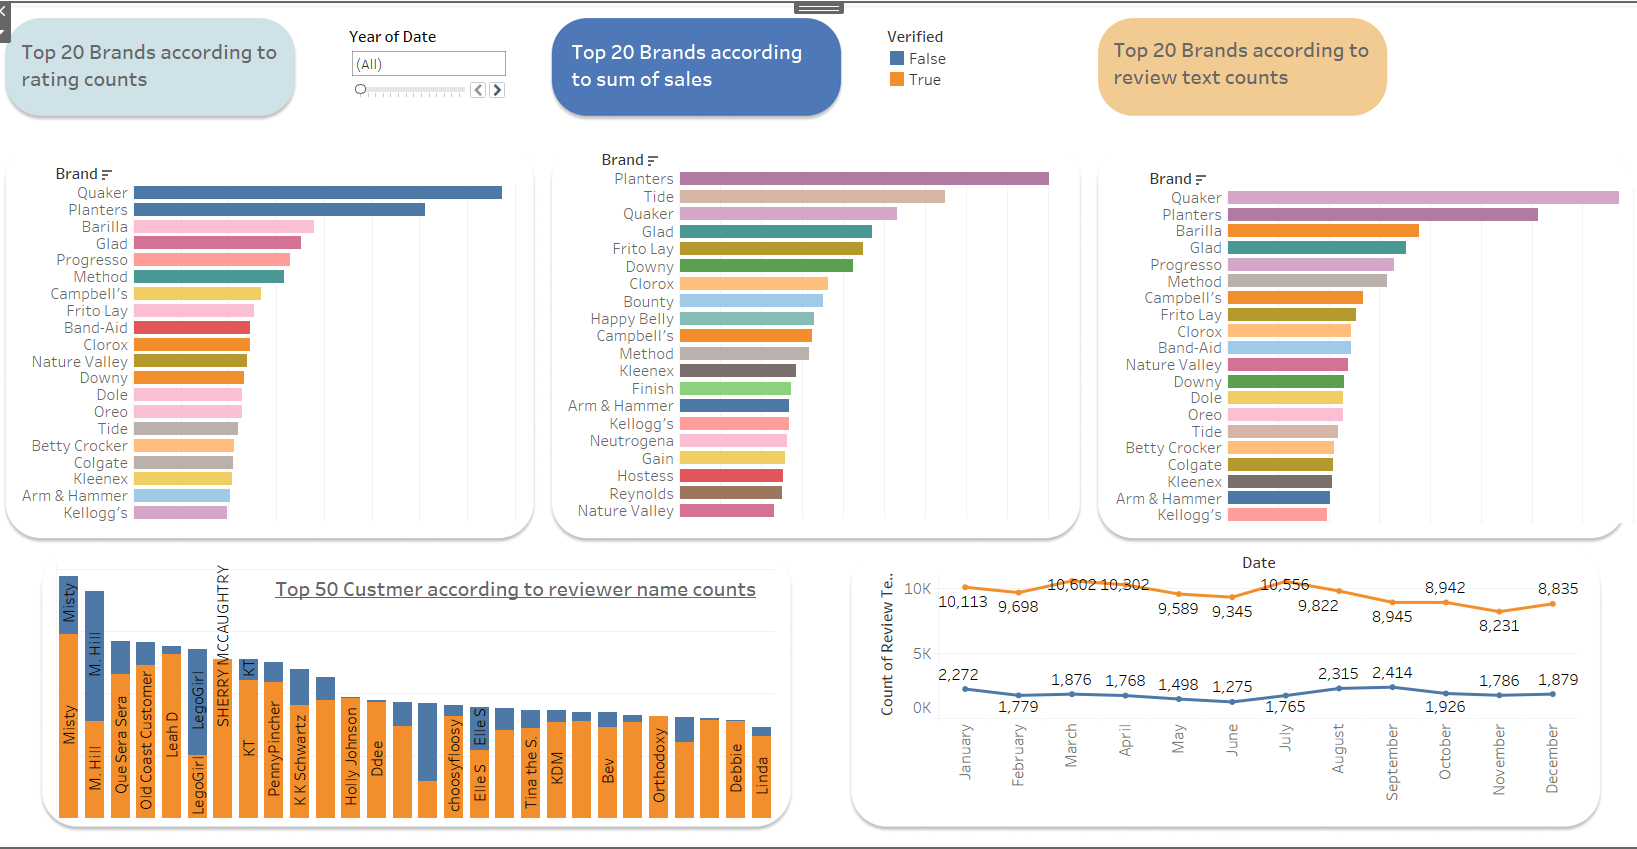 Top 20 Brands according to
rating counts
Year of Date
(All)
Top 20 Brands according
to sum of sales
Verified
False
True
Top 20 Brands according to
review text counts
Brand
Quaker
Planters
Barilla
Glad
Progresso
Method
Campbell's
Frito Lay
Band-Aid
Clorox
Nature Valley
Downy
Dole
Oreo
Tide
Betty Crocker
Colgate
Kleenex
Arm & Hammer
Kellogg's
Brand
Planters
Tide
Quaker
Glad
Frito Lay
Downy
Clorox
Bounty
Happy Belly
Campbell's
Method
Kleenex
Finish
Arm & Hammer
Kellogg's
Neutrogena
Gain
Hostess
Reynolds
Nature Valley
Brand
Quaker
Planters
Barilla
Glad
Progresso
Method
Campbell's
Frito Lay
Clorox
Band-Aid
Nature Valley
Downy
Dole
Oreo
Tide
Betty Crocker
Colgate
Kleenex
Arm & Hammer
Kellogg's
Top 50 Custmer according to reviewer name counts
Misty
Misty
M. Hill
M. Hill
Que Sera Sera
Old Coast Customer
Leah D
LegoGirl
LegoGirl
SHERRY MCCAUGHTRY
KT
KT
PennyPincher
K K Schwartz
Holly Johnson
Ddee
choosyfloosy
Elle S
Elle S
Tina the S.
KDM
Bev
Orthodoxy
Debbie
Linda
Date
Count of Review Te..
10K
5K
0K
10,113
9,698
10,602
10,302
9,589
9,345
10,556
9,822
8,945
8,942
8,231
8,835
2,272
1,779
1,876
1,768
1,498
1,275
1,765
2,315
2,414
1,926
1,786
1,879
January
February
March
April
May
June
July
August
September
October
November
December